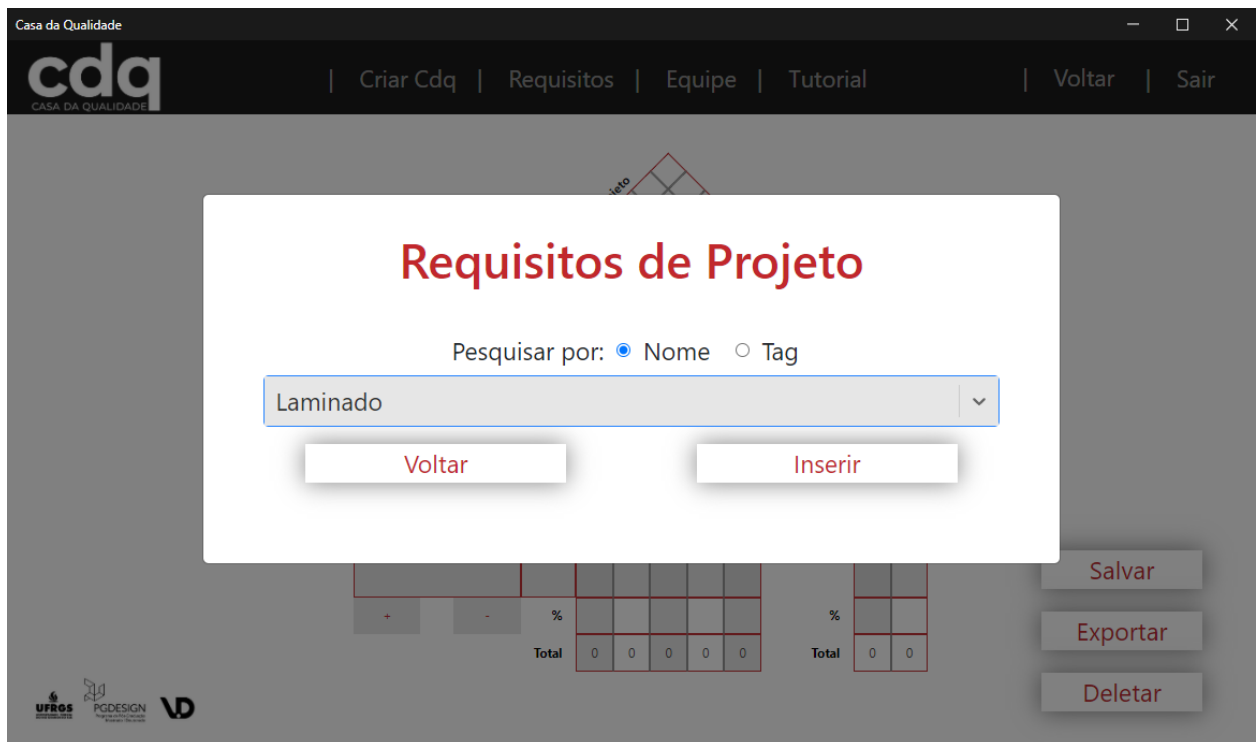 Casa da Qualidade
cdq
CASA DA QUALIDADE
| Criar Cdq | Requisitos | Equipe | Tutorial | Voltar | Sair
jeto
Requisitos de Projeto
Pesquisar por: Nome Tag
Laminado
Voltar Inserir
Salvar
+ - % %
Exportar
Total 0 0 0 0 0 Total 0 0
Deletar
UFRGS PGDESIGN VD